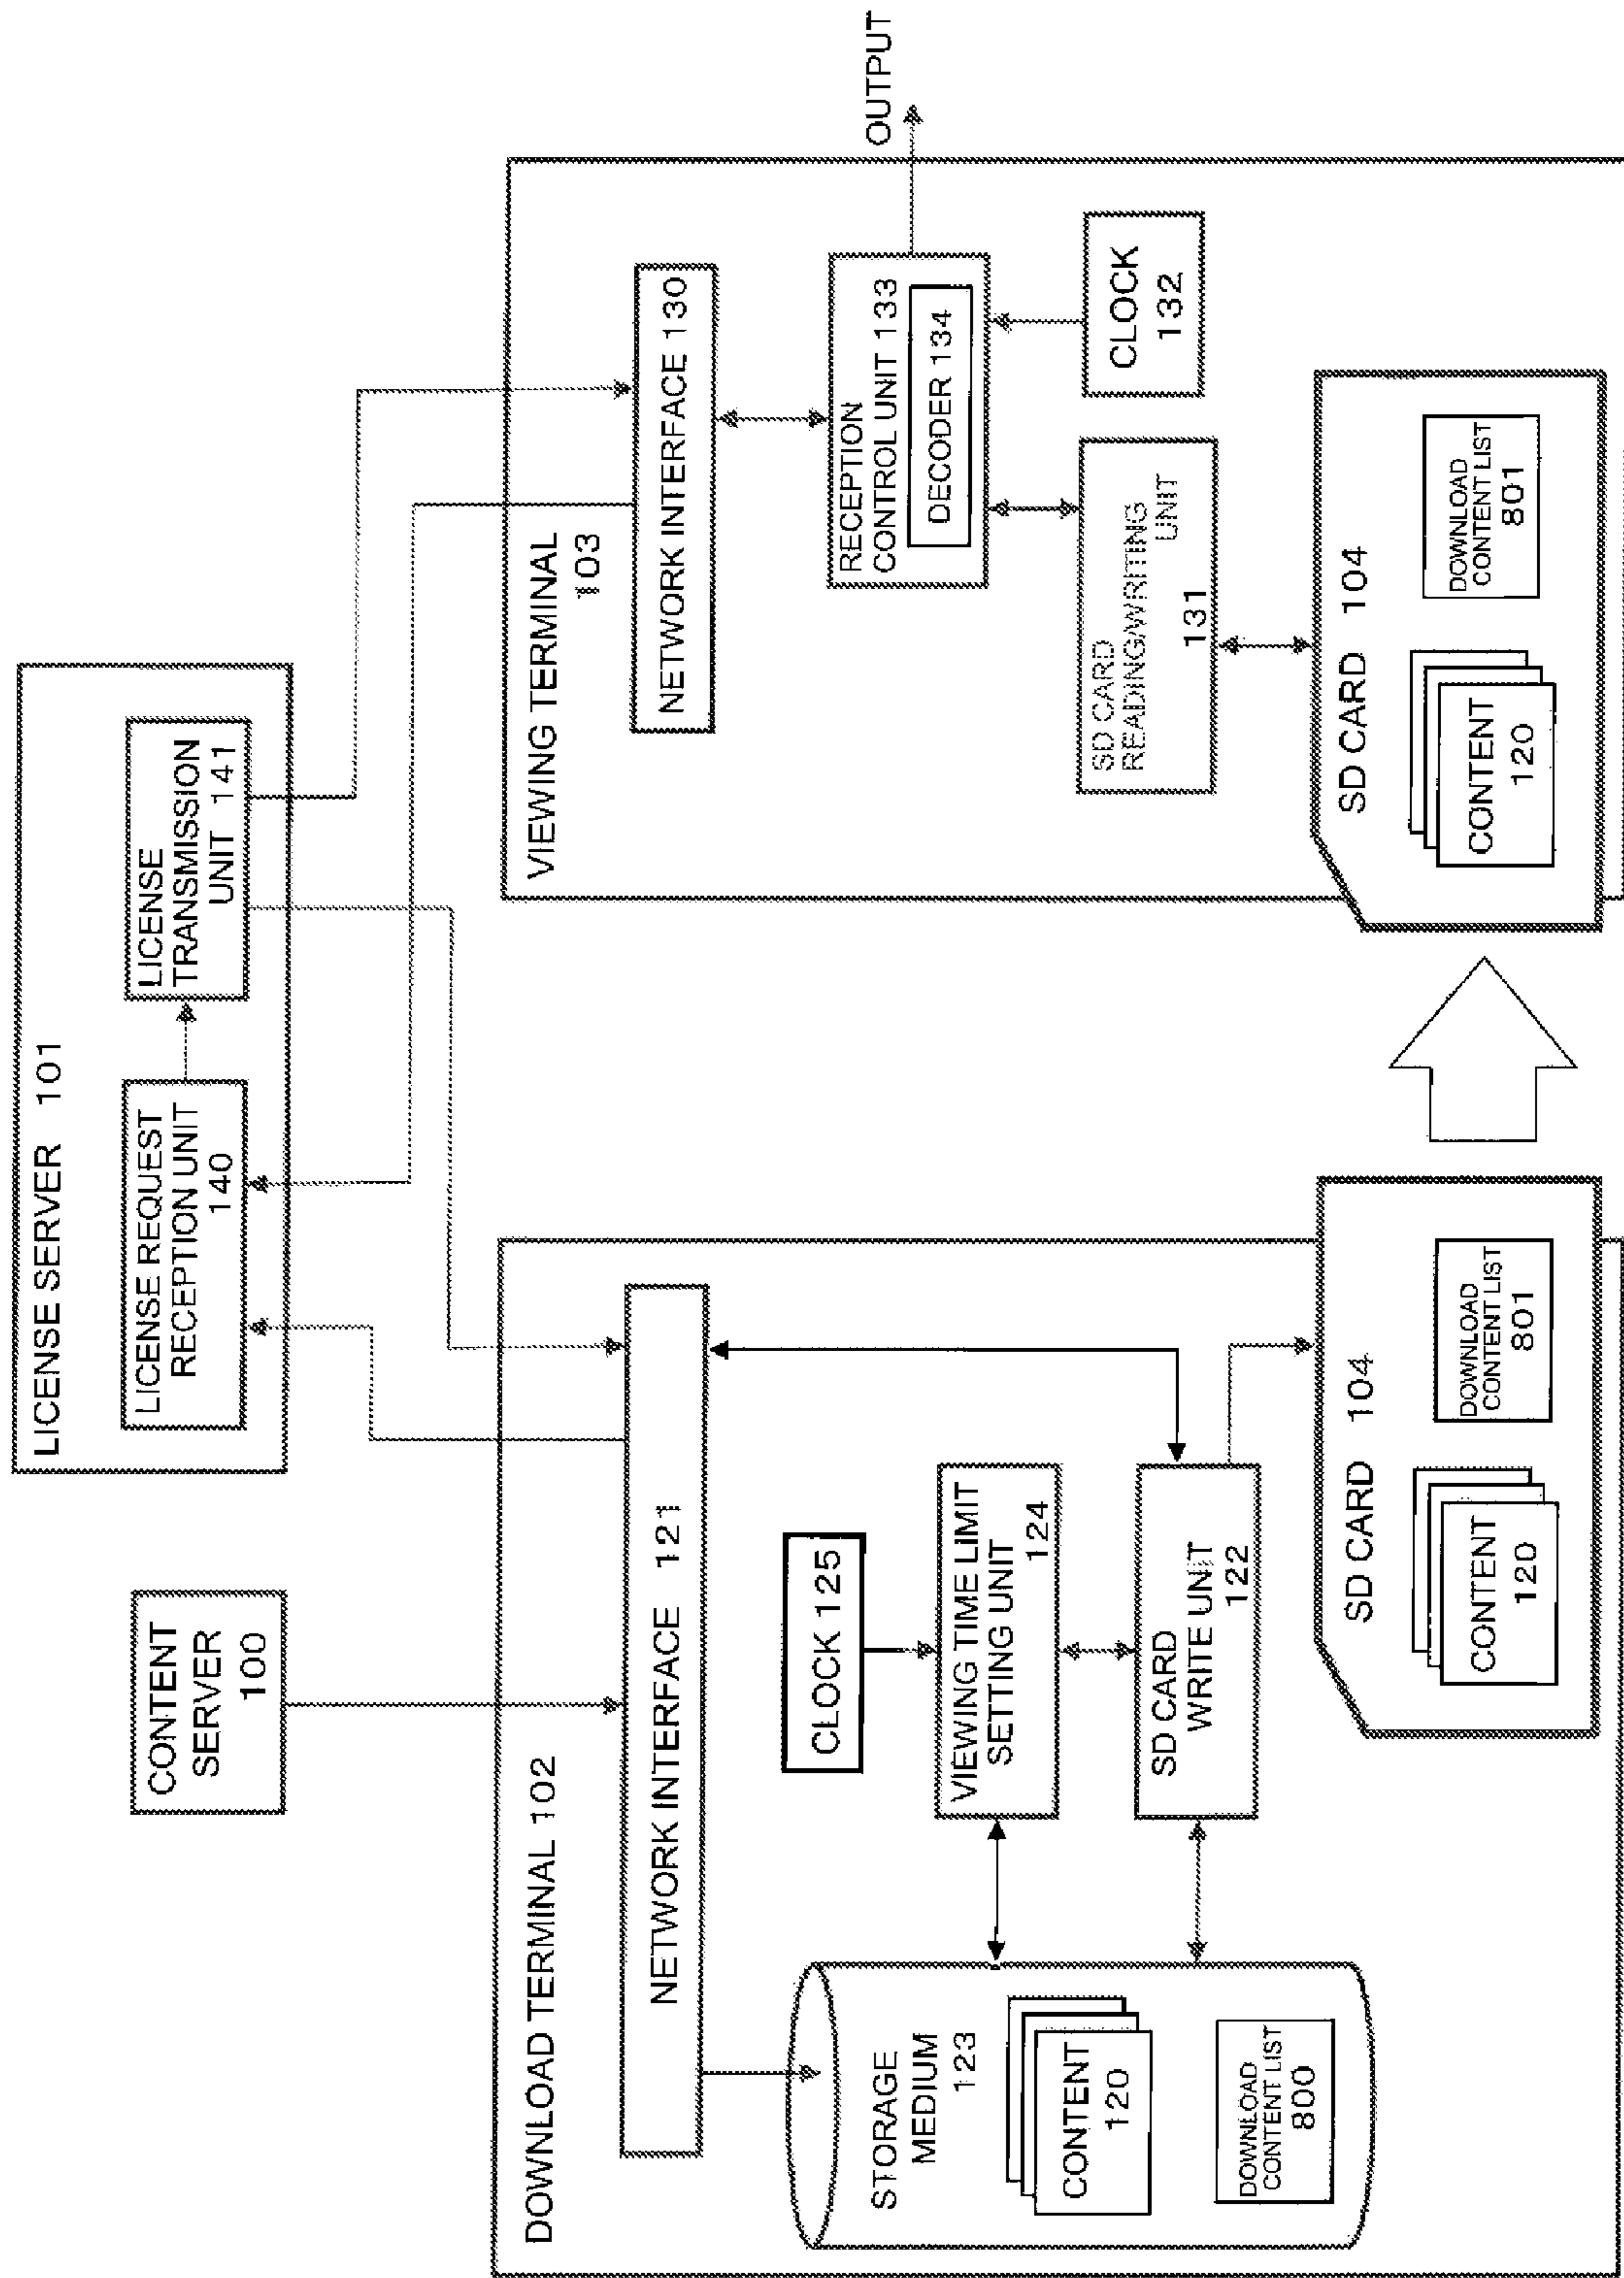 LICENSE SERVER 101
LICENSE REQUEST
RECEPTION UNIT
140
LICENSE
TRANSMISSION
UNIT 141
CONTENT
SERVER
100
DOWNLOAD TERMINAL 102
NETWORK INTERFACE 121
STORAGE
MEDIUM
123
CONTENT
120
DOWNLOAD
CONTENT LIST
800
CLOCK 125
VIEWING TIME LIMIT
SETTING UNIT
124
SD CARD
WRITE UNIT
122
SD CARD 104
CONTENT
120
DOWNLOAD
CONTENT LIST
801
VIEWING TERMINAL
103
NETWORK INTERFACE 130
RECEPTION
CONTROL UNIT 133
DECODER 134
OUTPUT
SD CARD
READING/WRITING
UNIT
131
CLOCK
132
SD CARD 104
CONTENT
120
DOWNLOAD
CONTENT LIST
801